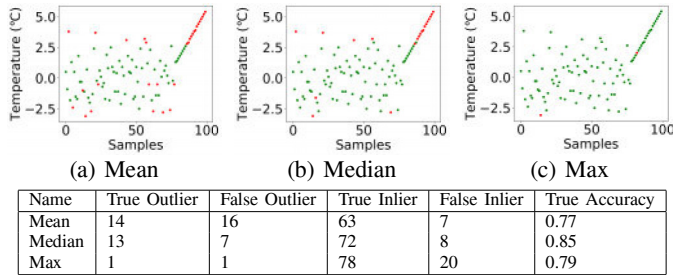 Temperature (℃)
5.0
2.5
0.0
−2.5
0 50 100
Samples
(a) Mean
Temperature (℃)
5.0
2.5
0.0
−2.5
0 50 100
Samples
(b) Median
Temperature (℃)
5.0
2.5
0.0
−2.5
0 50 100
Samples
(c) Max
Name True Outlier False Outlier True Inlier False Inlier True Accuracy
Mean 14 16 63 7 0.77
Median 13 7 72 8 0.85
Max 1 1 78 20 0.79